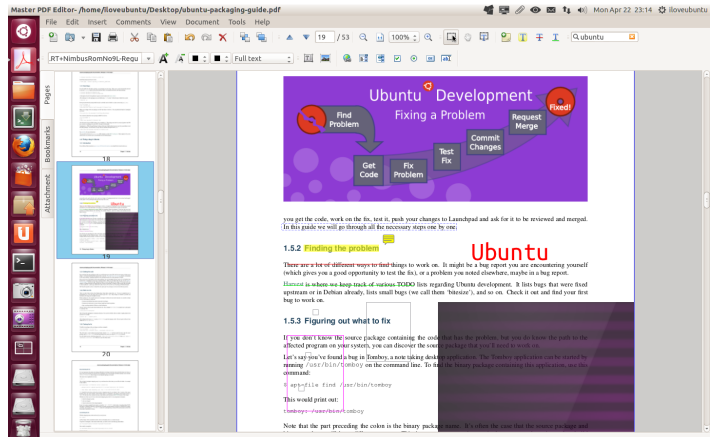 Master PDF Editor- /home/iloveubuntu/Desktop/ubuntu-packaging-guide.pdf
Mon Apr 22 23:14
iloveubuntu
File Edit Insert Comments View Document Tools Help
19 / 53
100%
ubuntu
.RT+NimbusRomNo9L-Regu
Full text
Pages
Bookmarks
Attachment
18
19
20
Ubuntu Development
Fixing a Problem
Find
Problem
Get
Code
Fix
Problem
Test
Fix
Commit
Changes
Request
Merge
Fixed!
you get the code, work on the fix, test it, push your changes to Launchpad and ask for it to be reviewed and merged.
In this guide we will go through all the necessary steps one by one.
1.5.2 Finding the problem
Ubuntu
There are a lot of different ways to find things to work on. It might be a bug report you are encountering yourself
(which gives you a good opportunity to test the fix), or a problem you noted elsewhere, maybe in a bug report.
Harvest is where we keep track of various TODO lists regarding Ubuntu development. It lists bugs that were fixed
upstream or in Debian already, lists small bugs (we call them 'bitesize'), and so on. Check it out and find your first
bug to work on.
1.5.3 Figuring out what to fix
If you don't know the source package containing the code that has the problem, but you do know the path to the
affected program on your system, you can discover the source package that you'll need to work on.
Let's say you've found a bug in Tomboy, a note taking desktop application. The Tomboy application can be started by
running /usr/bin/tomboy on the command line. To find the binary package containing this application, use this
command:
$ apt-file find /usr/bin/tomboy
This would print out:
tomboy: /usr/bin/tomboy
Note that the part preceding the colon is the binary package name. It's often the case that the source package and